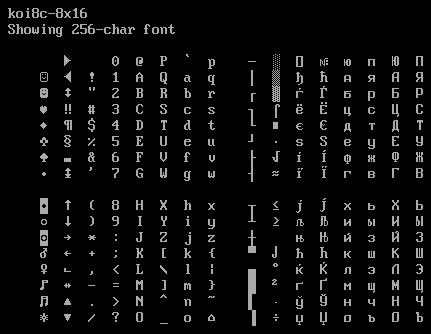 koi8c-8x16
Showing 256-char font
► 0 @ P ` p ─ ░ № ю п Ю П
☺ ◄ ! 1 A Q a q │ ▒ ђ Ђ а я А Я
☻ ↕ " 2 B R b r ┌ ▓ ѓ Ѓ б р Б Р
♥ ‼ # 3 C S c s ┐ ⌠ ё Ё ц с Ц С
♦ ¶ $ 4 D T d t └ ■ є Є д т Д Т
♣ § % 5 E U e u ┘ ∙ ѕ Ѕ е у Е У
♠ ▬ & 6 F V f v ├ √ і І ф ж Ф Ж
• ↨ ' 7 G W g w ┤ ≈ ї Ї г в Г В
◘ ↑ ( 8 H X h x ┬ ≤ ј Ј х ь Х Ь
○ ↓ ) 9 I Y i y ┴ ≥ љ Љ и ы И Ы
◙ → * : J Z j z ┼ њ Њ й з Й З
♂ ← + ; K [ k { ▀ ⌡ ћ Ћ к ш К Ш
♀ ∟ , < L \ l | ▄ ° ќ Ќ л э Л Э
♪ ↔ - = M ] m } █ ² ґ Ґ м щ М Щ
♫ ▲ . > N ^ n ~ ▌ · ў Ў н ч Н Ч
☼ ▼ / ? O _ o ⌂ ▐ ÷ џ Џ о ъ О Ъ